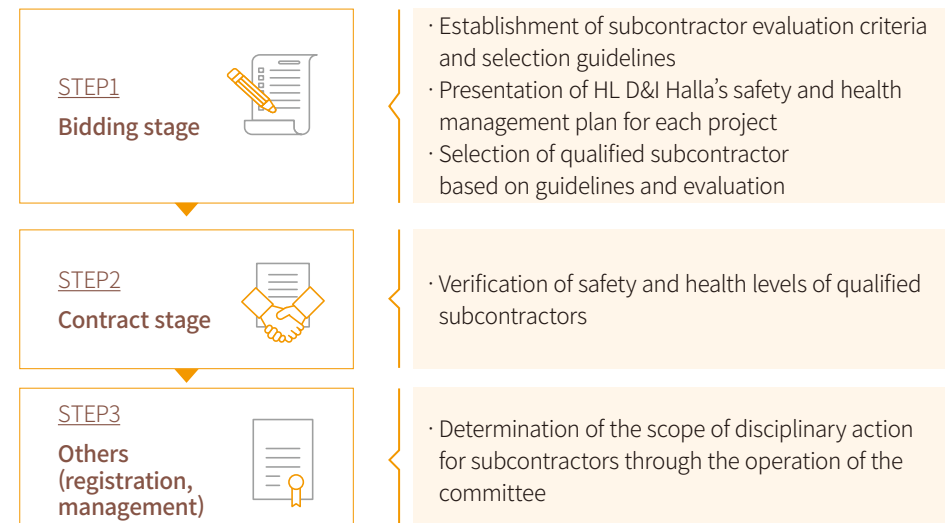 STEP1
Bidding stage
· Establishment of subcontractor evaluation criteria
and selection guidelines
· Presentation of HL D&I Halla’s safety and health
management plan for each project
· Selection of qualified subcontractor
based on guidelines and evaluation
STEP2
Contract stage
· Verification of safety and health levels of qualified
subcontractors
STEP3
Others
(registration,
management)
· Determination of the scope of disciplinary action
for subcontractors through the operation of the
committee